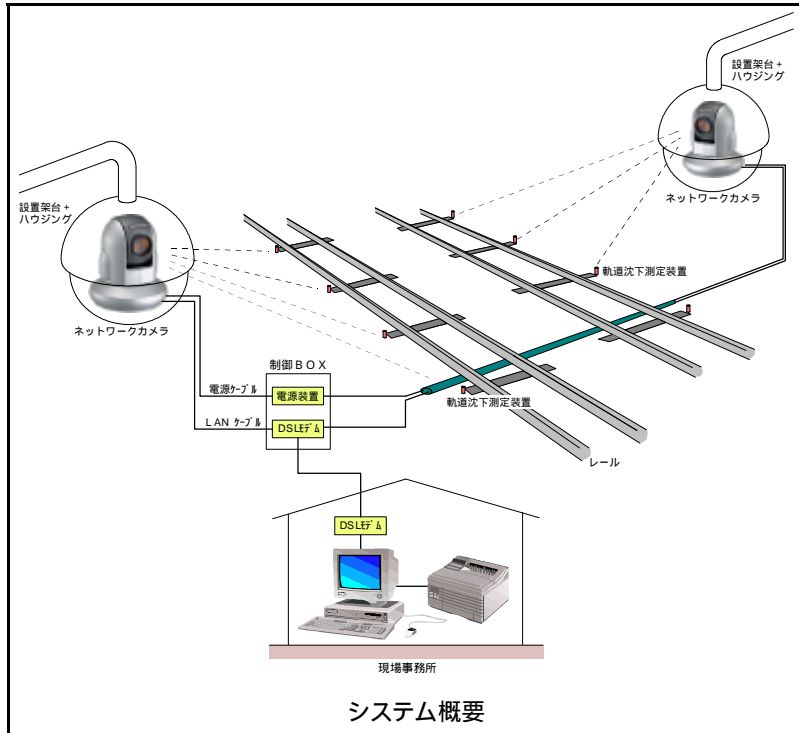 設置架台+
ハウジング
ネットワークカメラ
設置架台+
ハウジング
ネットワークカメラ
軌道沈下測定装置
制御BOX
電源ケーブル
電源装置
LAN ケーブル
DSLモデム
軌道沈下測定装置
レール
DSLモデム
現場事務所
システム概要